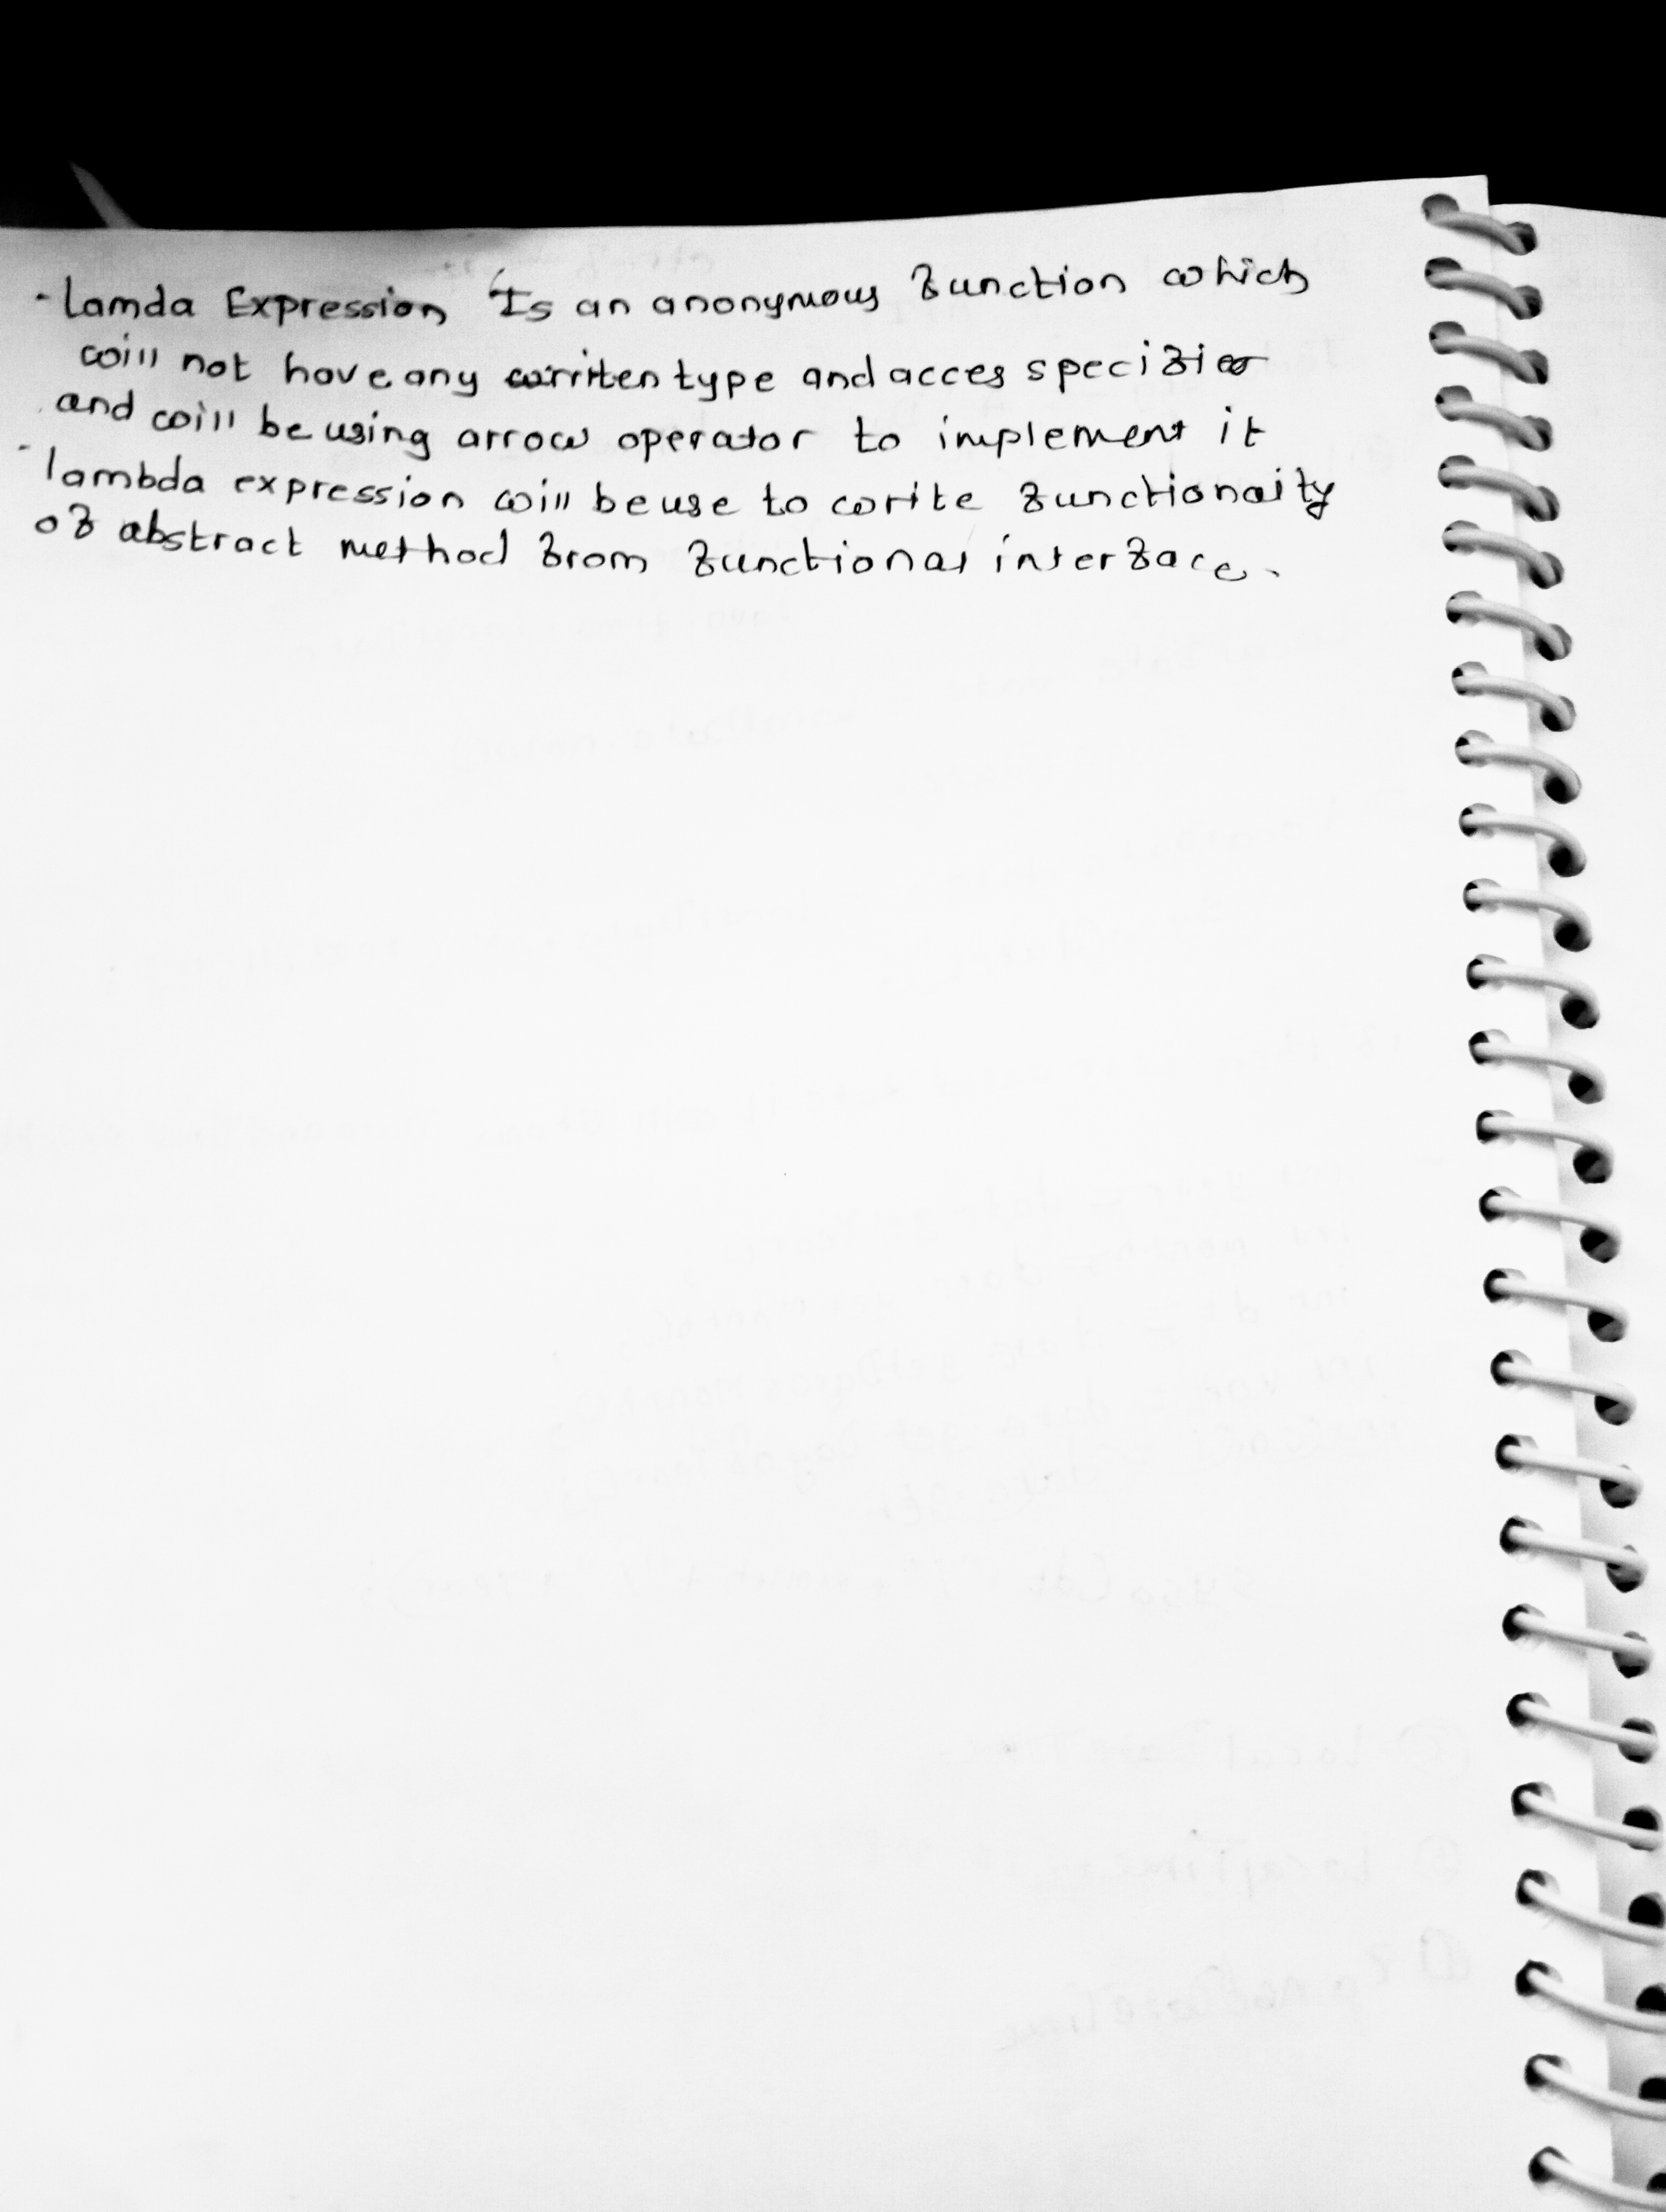 - lamda Expression Is an anonymous function which
will not have any written type and acces specifier
and will be using arrow operator to implement it
- lambda expression will be use to write functionaity
of abstract method from functional interface.